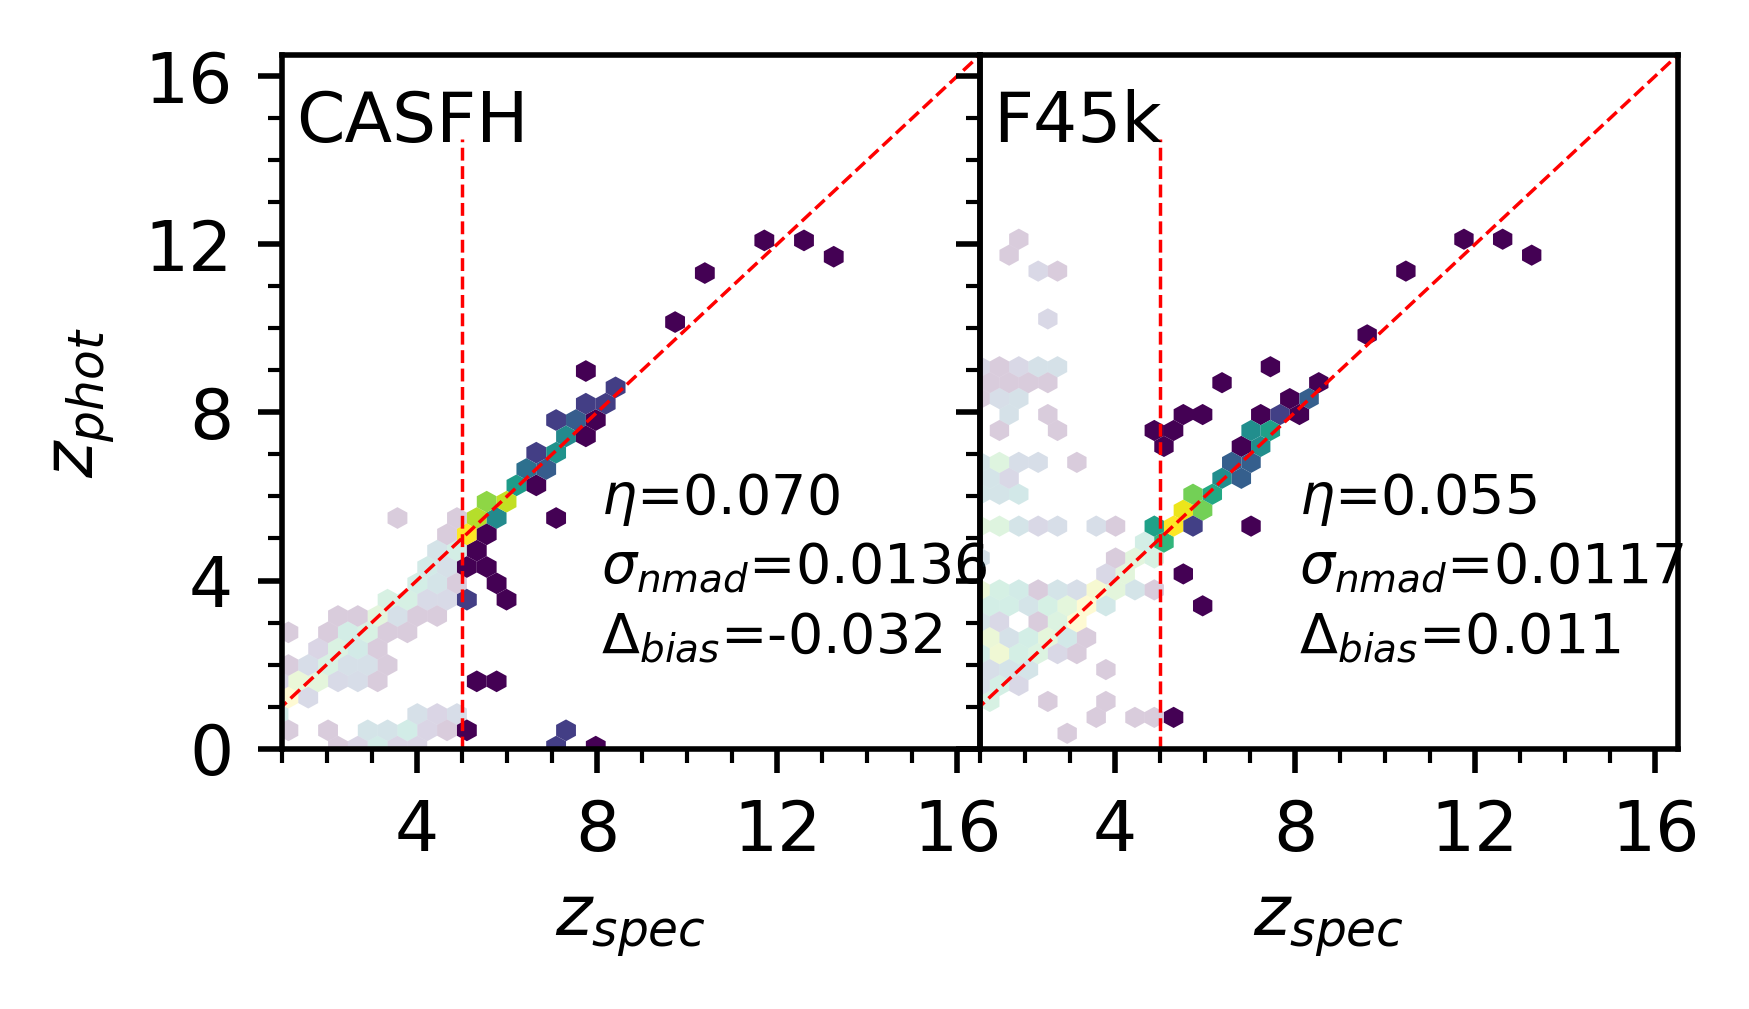 16
12
8
4
0
z_phot
CASFH
η=0.070
σ_nmad=0.0136
Δ_bias=-0.032
4 8 12 16
z_spec
F45k
η=0.055
σ_nmad=0.0117
Δ_bias=0.011
4 8 12 16
z_spec